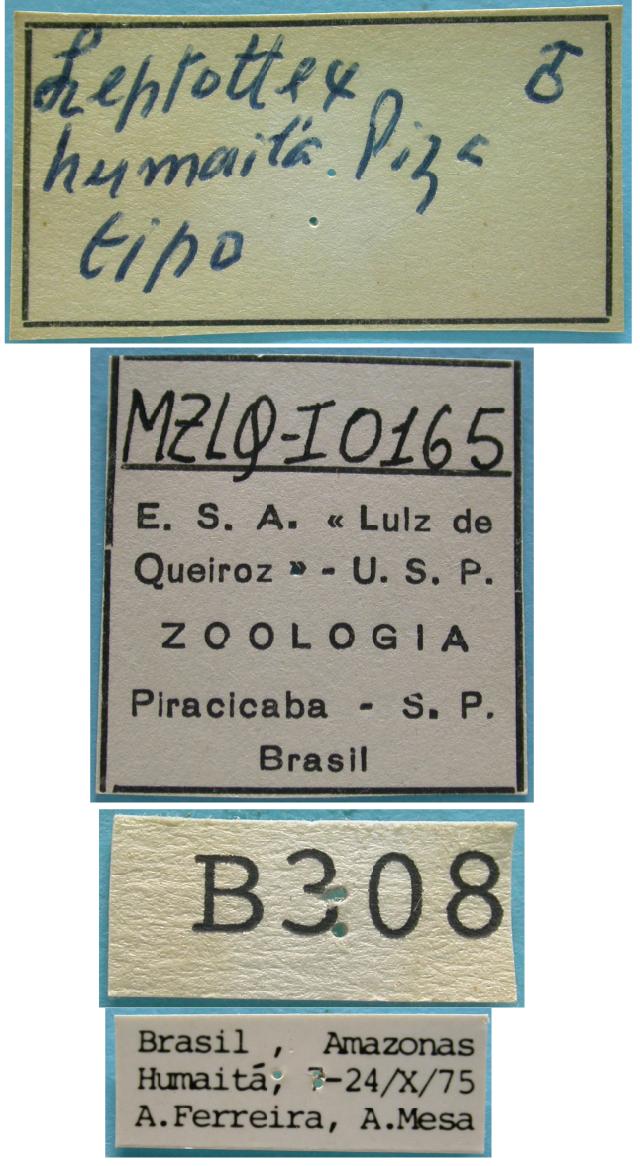 Leptottex ♂
humaitá. Piza
tipo
MZLQ-I0165
E. S. A. « Luiz de
Queiroz » - U. S. P.
ZOOLOGIA
Piracicaba - S. P.
Brasil
B308
Brasil , Amazonas
Humaitá, 7-24/X/75
A.Ferreira, A.Mesa